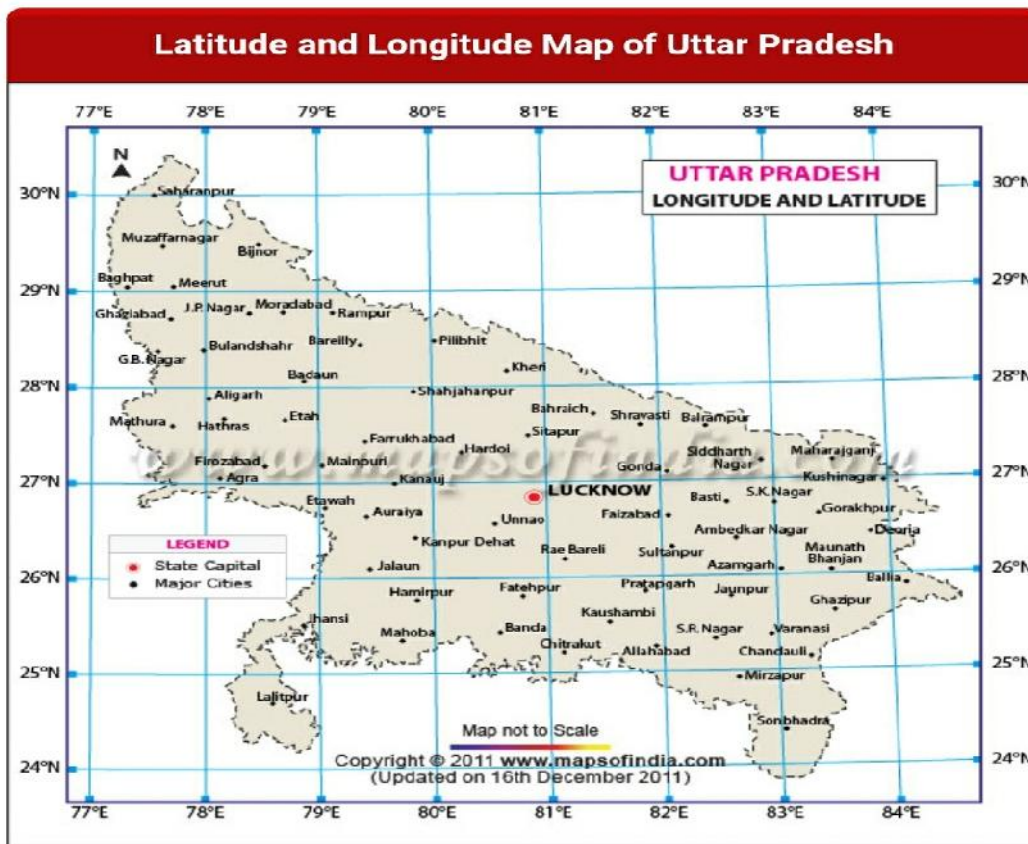 Latitude and Longitude Map of Uttar Pradesh
77°E 78°E 79°E 80°E 81°E 82°E 83°E 84°E
N
UTTAR PRADESH
LONGITUDE AND LATITUDE
30°N 30°N
Saharanpur
Muzaffarnagar
Bijnor
Baghpat
Meerut
29°N 29°N
Ghaziabad
J.P. Nagar
Moradabad
Rampur
Bulandshahr
Bareilly
Pilibhit
G.B. Nagar
Badaun
Kheri
28°N 28°N
Aligarh
Shahjahanpur
Mathura
Hathras
Etah
Bahraich
Shravasti
Balrampur
Farrukhabad
Hardoi
Sitapur
www.mapsofindia.com
Siddharth
Nagar
Maharajganj
Firozabad
Mainpuri
Gonda
27°N 27°N
Agra
Kanauj
Kushinagar
LUCKNOW
Etawah
Auraiya
Unnao
Faizabad
Basti
S.K. Nagar
Gorakhpur
Ambedkar Nagar
Deoria
LEGEND
State Capital
Major Cities
Kanpur Dehat
Rae Bareli
Sultanpur
Maunath
Bhanjan
Jalaun
Azamgarh
26°N 26°N
Hamirpur
Fatehpur
Pratapgarh
Jaunpur
Ballia
Ghazipur
Jhansi
Mahoba
Banda
Kaushambi
S.R. Nagar
Varanasi
Chitrakut
Allahabad
Chandauli
25°N 25°N
Mirzapur
Lalitpur
Sonbhadra
Map not to Scale
Copyright © 2011 www.mapsofindia.com
(Updated on 16th December 2011)
24°N 24°N
77°E 78°E 79°E 80°E 81°E 82°E 83°E 84°E